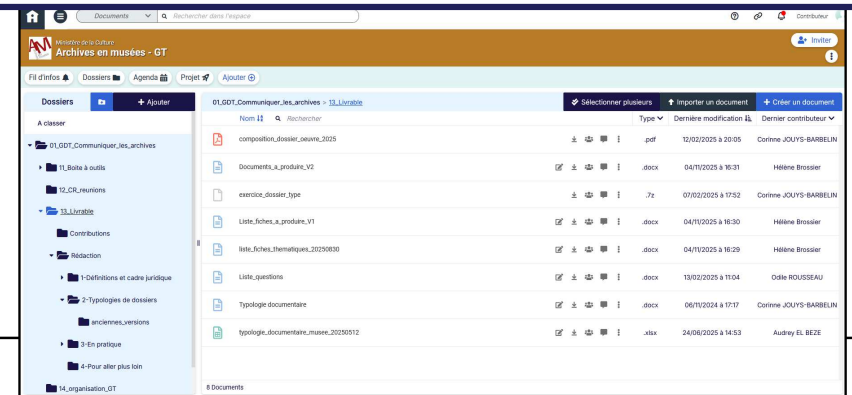 Documents
Rechercher dans l'espace
Contributeur
Ministère de la Culture
Archives en musées - GT
Inviter
Fil d'infos
Dossiers
Agenda
Projet
Ajouter
Dossiers
+ Ajouter
A classer
01_GDT_Communiquer_les_archives
11_Boite à outils
12_CR_reunions
13_Livrable
Contributions
Rédaction
1-Définitions et cadre juridique
2-Typologies de dossiers
anciennes_versions
3-En pratique
4-Pour aller plus loin
14_organisation_GT
01_GDT_Communiquer_les_archives > 13_Livrable
Sélectionner plusieurs
Importer un document
+ Créer un document
Nom Rechercher Type Dernière modification Dernier contributeur
composition_dossier_oeuvre_2025 .pdf 12/02/2025 à 20:05 Corinne JOUYS-BARBELIN
Documents_a_produire_V2 .docx 04/11/2025 à 16:31 Hélène Brossier
exercice_dossier_type .7z 07/02/2025 à 17:52 Corinne JOUYS-BARBELIN
Liste_fiches_a_produire_V1 .docx 04/11/2025 à 16:30 Hélène Brossier
liste_fiches_thematiques_20250830 .docx 04/11/2025 à 16:29 Hélène Brossier
Liste_questions .docx 13/02/2025 à 11:04 Odile ROUSSEAU
Typologie documentaire .docx 06/11/2024 à 17:17 Corinne JOUYS-BARBELIN
typologie_documentaire_musee_20250512 .xlsx 24/06/2025 à 14:53 Audrey EL BEZE
8 Documents